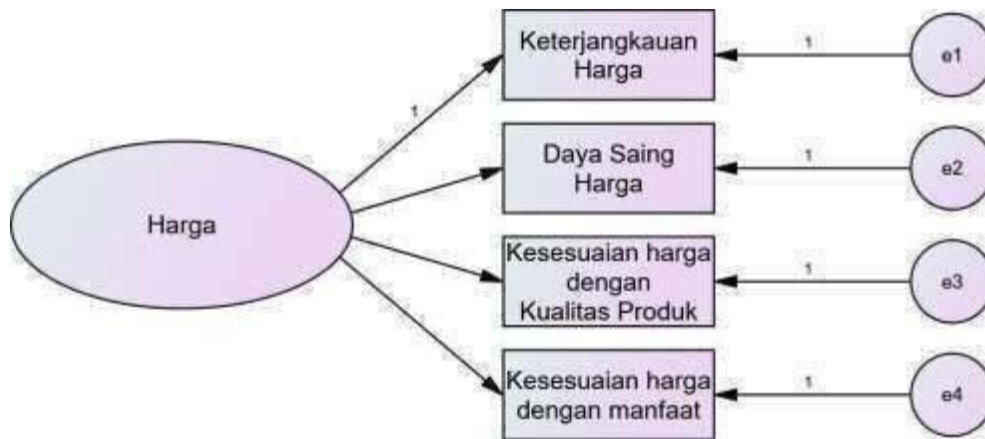 Keterjangkauan
Harga
1
e1
1
Daya Saing
Harga
1
e2
Harga
Kesesuaian harga
dengan
Kualitas Produk
1
e3
Kesesuaian harga
dengan manfaat
1
e4